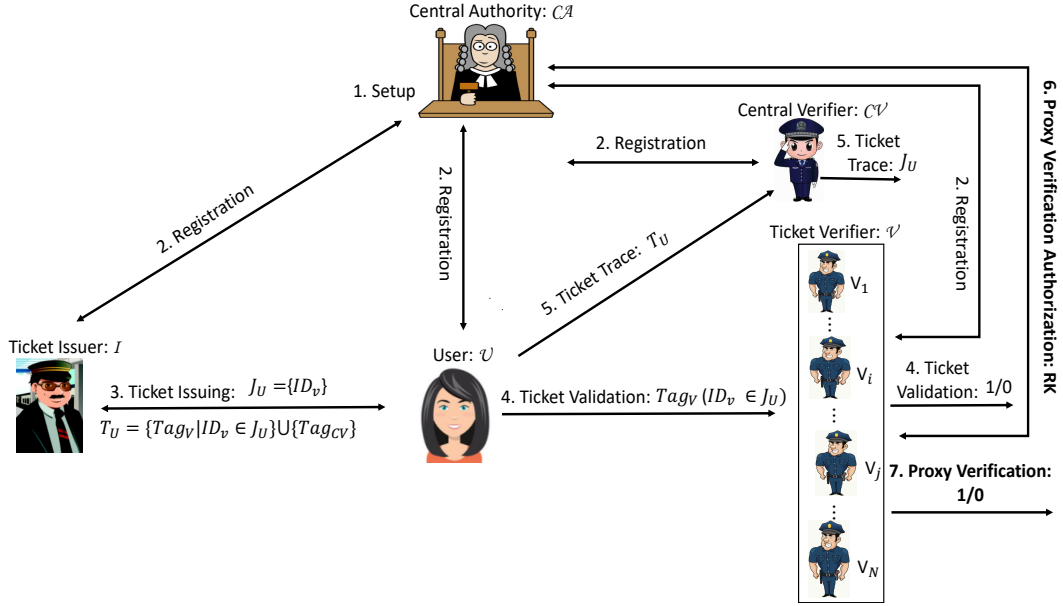 Central Authority: 𝒞𝒜
1. Setup
Central Verifier: 𝒞𝒱
2. Registration
5. Ticket
Trace: J_U
2. Registration
2. Registration
2. Registration
6. Proxy Verification Authorization: RK
5. Ticket Trace: T_U
Ticket Verifier: 𝒱
V_1
V_i
V_j
V_N
Ticket Issuer: I
User: 𝒰
3. Ticket Issuing: J_U ={ID_v}
T_U = {Tag_V|ID_v ∈ J_U}⋃{Tag_CV}
4. Ticket Validation: Tag_V (ID_v ∈ J_U)
4. Ticket
Validation: 1/0
7. Proxy Verification:
1/0